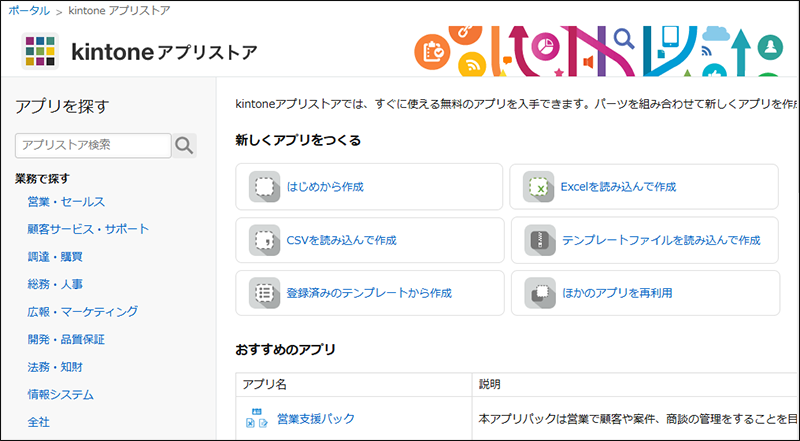 ポータル > kintone アプリストア
kintoneアプリストア
アプリを探す
アプリストア検索
業務で探す
営業・セールス
顧客サービス・サポート
調達・購買
総務・人事
広報・マーケティング
開発・品質保証
法務・知財
情報システム
全社
kintoneアプリストアでは、すぐに使える無料のアプリを入手できます。パーツを組み合わせて新しくアプリを作
新しくアプリをつくる
はじめから作成
Excelを読み込んで作成
CSVを読み込んで作成
テンプレートファイルを読み込んで作成
登録済みのテンプレートから作成
ほかのアプリを再利用
おすすめのアプリ
アプリ名 説明
営業支援パック 本アプリパックは営業で顧客や案件、商談の管理をすることを目